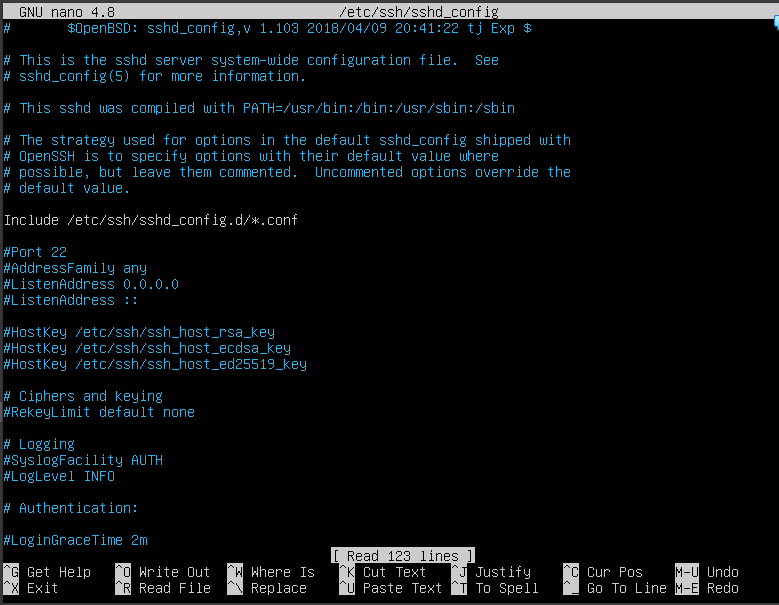 GNU nano 4.8 /etc/ssh/sshd_config
# $OpenBSD: sshd_config,v 1.103 2018/04/09 20:41:22 tj Exp $
# This is the sshd server system-wide configuration file. See
# sshd_config(5) for more information.
# This sshd was compiled with PATH=/usr/bin:/bin:/usr/sbin:/sbin
# The strategy used for options in the default sshd_config shipped with
# OpenSSH is to specify options with their default value where
# possible, but leave them commented. Uncommented options override the
# default value.
Include /etc/ssh/sshd_config.d/*.conf
#Port 22
#AddressFamily any
#ListenAddress 0.0.0.0
#ListenAddress ::
#HostKey /etc/ssh/ssh_host_rsa_key
#HostKey /etc/ssh/ssh_host_ecdsa_key
#HostKey /etc/ssh/ssh_host_ed25519_key
# Ciphers and keying
#RekeyLimit default none
# Logging
#SyslogFacility AUTH
#LogLevel INFO
# Authentication:
#LoginGraceTime 2m
[ Read 123 lines ]
^G Get Help ^O Write Out ^W Where Is ^K Cut Text ^J Justify ^C Cur Pos M-U Undo
^X Exit ^R Read File ^\ Replace ^U Paste Text ^T To Spell ^_ Go To Line M-E Redo